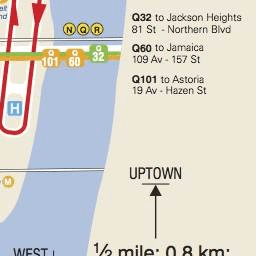 N Q R
Q32 to Jackson Heights
81 St - Northern Blvd
Q60 to Jamaica
109 Av - 157 St
Q101 to Astoria
19 Av - Hazen St
101 60 32
H
M
UPTOWN
WEST
½ mile; 0.8 km;